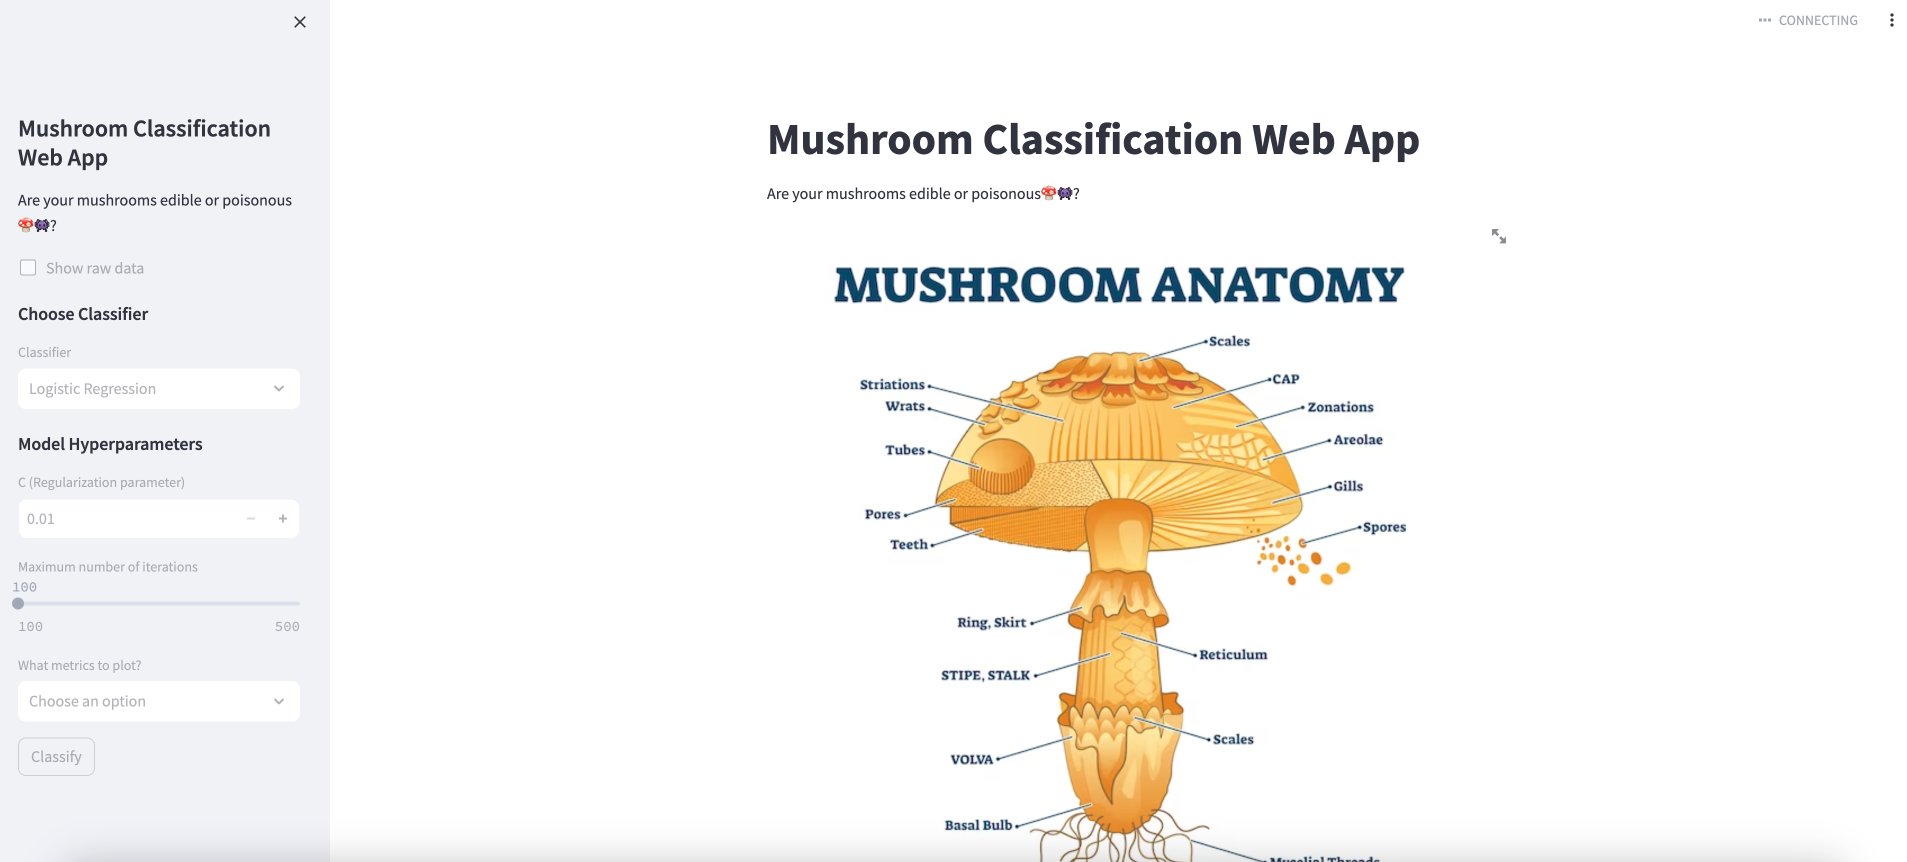 CONNECTING
Mushroom Classification
Web App
Are your mushrooms edible or poisonous
🍄👾?
Show raw data
Choose Classifier
Classifier
Logistic Regression
Model Hyperparameters
C (Regularization parameter)
0.01
Maximum number of iterations
100
100 500
What metrics to plot?
Choose an option
Classify
Mushroom Classification Web App
Are your mushrooms edible or poisonous🍄👾?
MUSHROOM ANATOMY
Scales
Striations
CAP
Wrats
Zonations
Areolae
Tubes
Gills
Pores
Spores
Teeth
Ring, Skirt
Reticulum
STIPE, STALK
Scales
VOLVA
Basal Bulb
Mycelial Threads